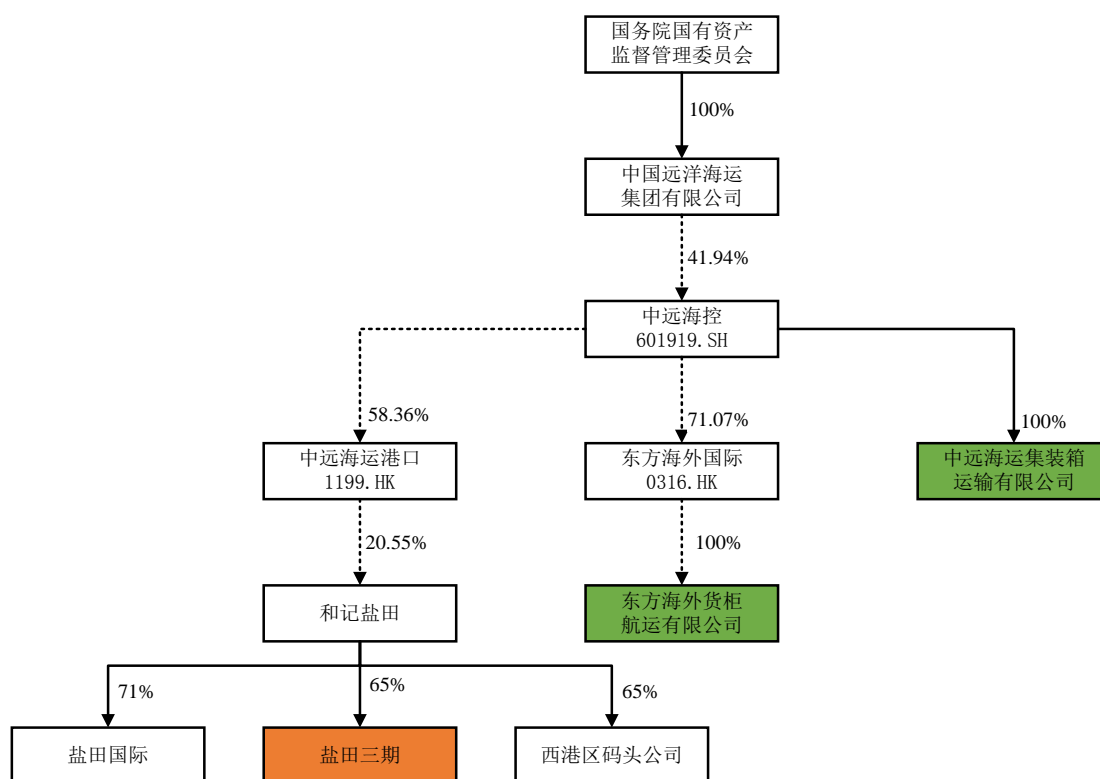 国务院国有资产
监督管理委员会
100%
中国远洋海运
集团有限公司
41.94%
中远海控
601919.SH
58.36%
71.07%
100%
中远海运港口
1199.HK
东方海外国际
0316.HK
中远海运集装箱
运输有限公司
20.55%
100%
和记盐田
东方海外货柜
航运有限公司
71%
65%
65%
盐田国际
盐田三期
西港区码头公司